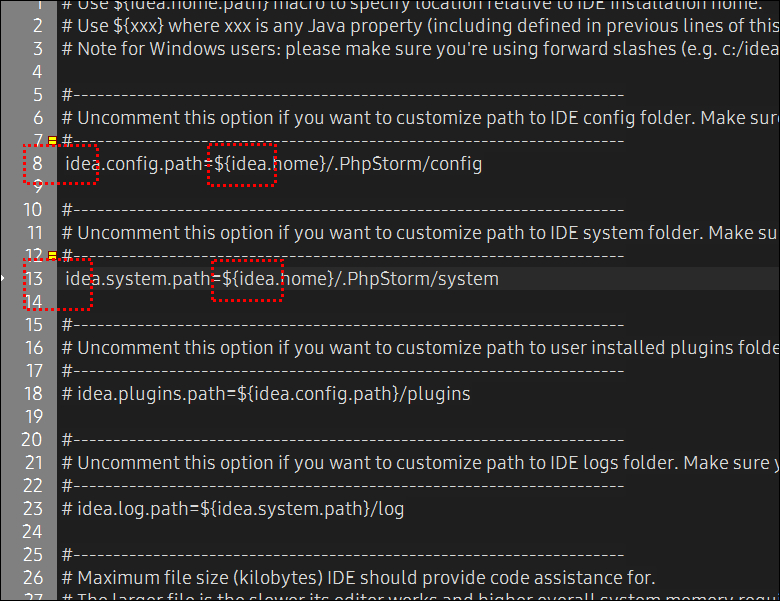 1 # Use ${idea.home.path} macro to specify location relative to IDE installation home.
2 # Use ${xxx} where xxx is any Java property (including defined in previous lines of this
3 # Note for Windows users: please make sure you're using forward slashes (e.g. c:/idea
4
5 #-----------------------------------------------------------------------
6 # Uncomment this option if you want to customize path to IDE config folder. Make sure
7 #-----------------------------------------------------------------------
8 idea.config.path=${idea.home}/.PhpStorm/config
9
10 #-----------------------------------------------------------------------
11 # Uncomment this option if you want to customize path to IDE system folder. Make su
12 #-----------------------------------------------------------------------
13 idea.system.path=${idea.home}/.PhpStorm/system
14
15 #-----------------------------------------------------------------------
16 # Uncomment this option if you want to customize path to user installed plugins folde
17 #-----------------------------------------------------------------------
18 # idea.plugins.path=${idea.config.path}/plugins
19
20 #-----------------------------------------------------------------------
21 # Uncomment this option if you want to customize path to IDE logs folder. Make sure y
22 #-----------------------------------------------------------------------
23 # idea.log.path=${idea.system.path}/log
24
25 #-----------------------------------------------------------------------
26 # Maximum file size (kilobytes) IDE should provide code assistance for.
27 # The larger file is the slower its editor works and higher overall system memory requ